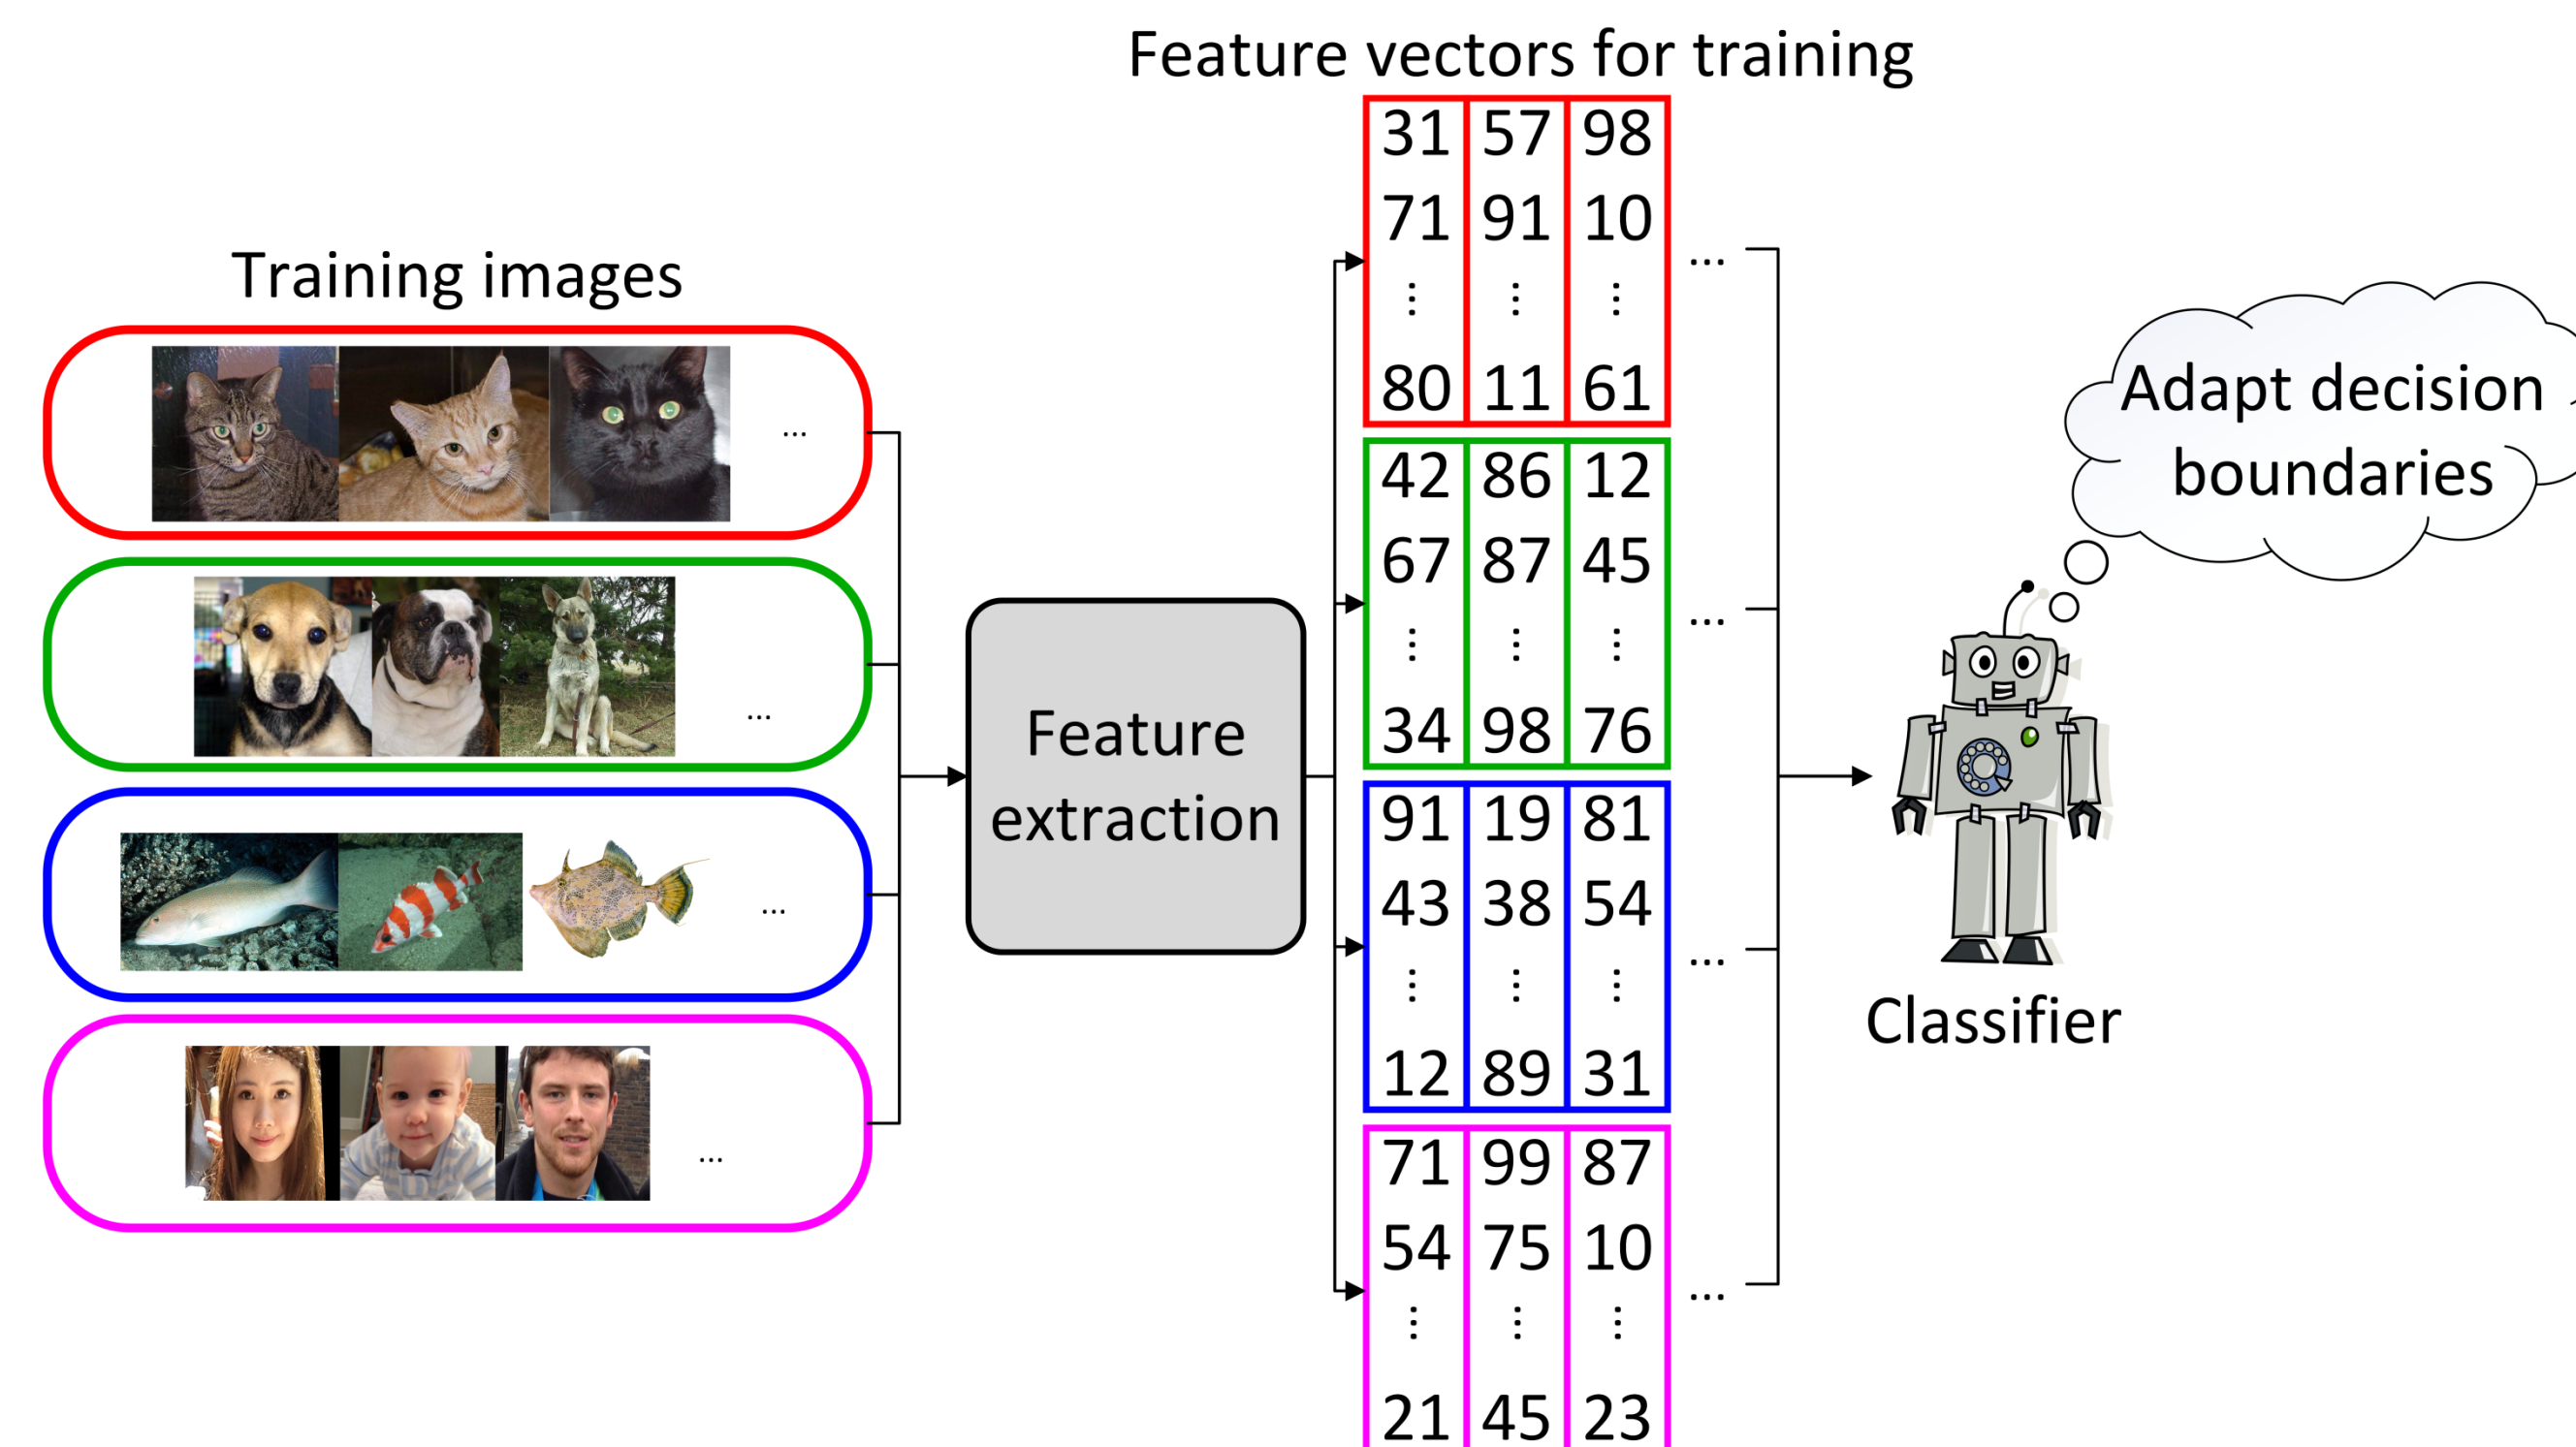 Feature vectors for training
31 57 98
71 91 10
⋮ ⋮ ⋮
80 11 61
...
42 86 12
67 87 45
⋮ ⋮ ⋮
34 98 76
...
91 19 81
43 38 54
⋮ ⋮ ⋮
12 89 31
...
71 99 87
54 75 10
⋮ ⋮ ⋮
21 45 23
...
Training images
...
...
...
...
Feature
extraction
Adapt decision
boundaries
Classifier